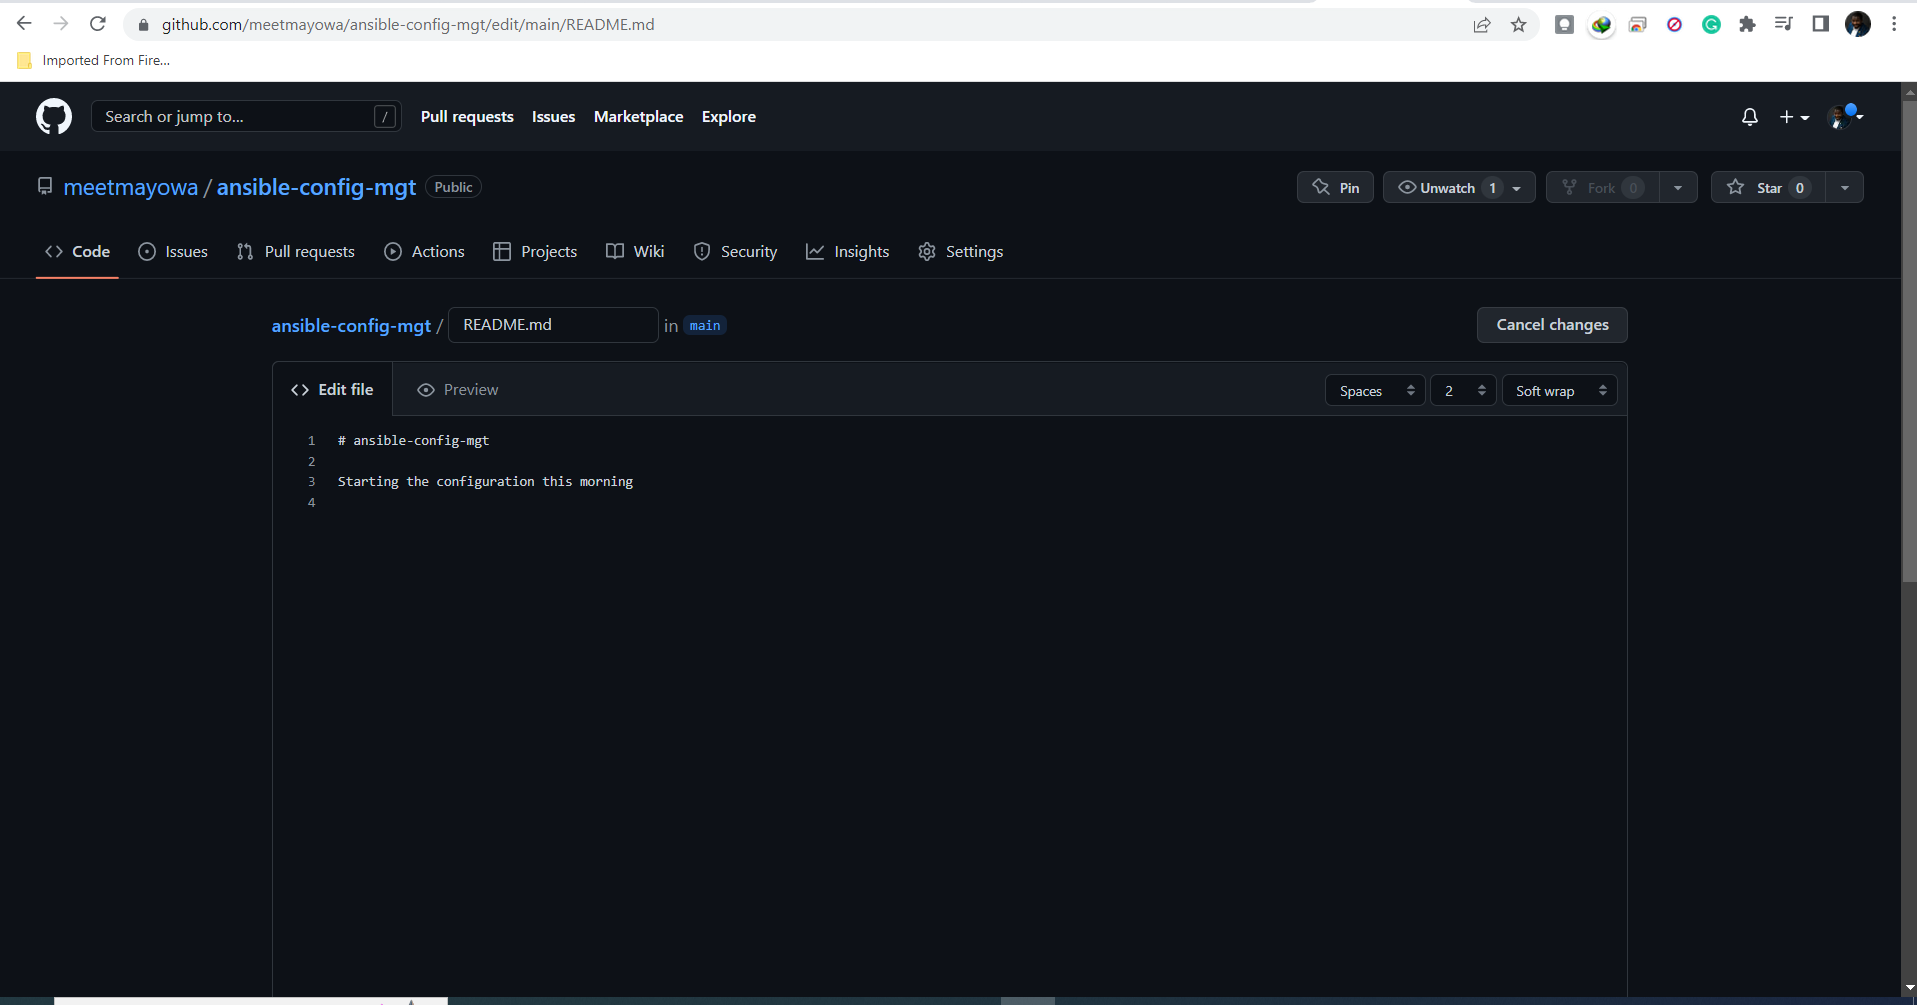 github.com/meetmayowa/ansible-config-mgt/edit/main/README.md
Imported From Fire...
Search or jump to... /
Pull requests Issues Marketplace Explore
meetmayowa / ansible-config-mgt Public
Pin Unwatch 1 Fork 0 Star 0
Code Issues Pull requests Actions Projects Wiki Security Insights Settings
ansible-config-mgt / README.md in main Cancel changes
Edit file Preview Spaces 2 Soft wrap
1 # ansible-config-mgt
2
3 Starting the configuration this morning
4